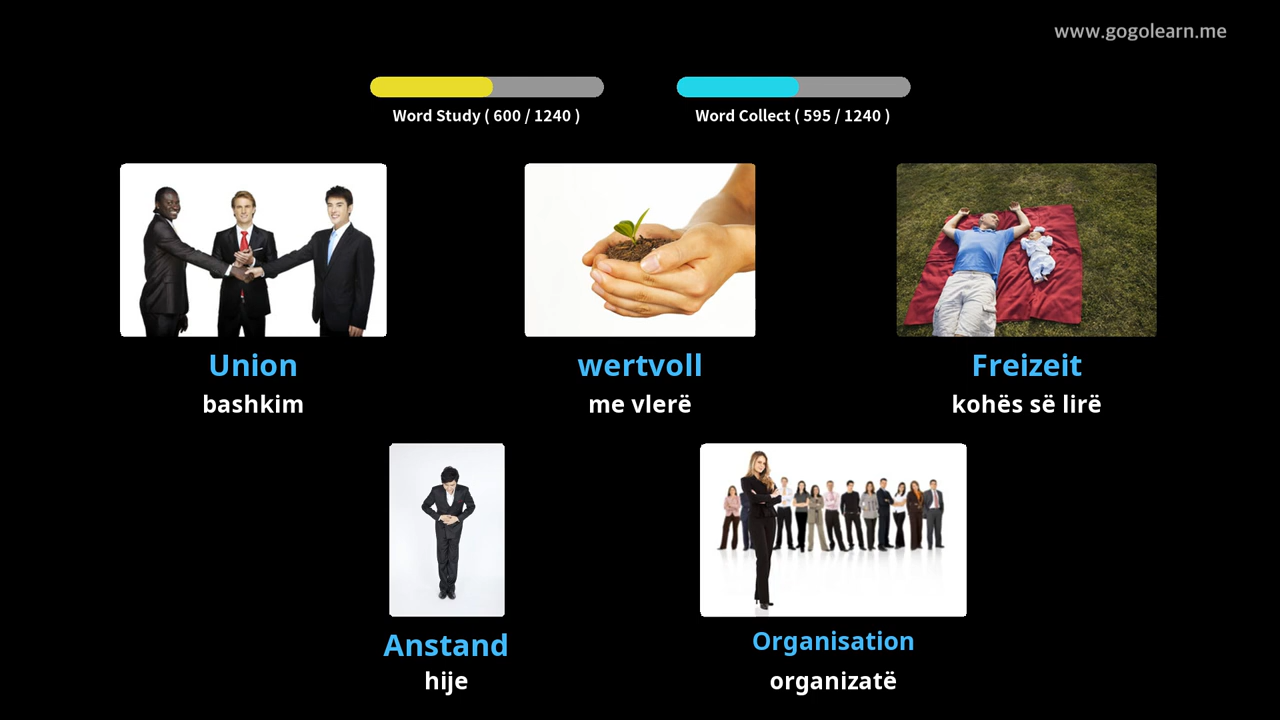 www.gogolearn.me
Word Study ( 600 / 1240 )
Word Collect ( 595 / 1240 )
Union
bashkim
wertvoll
me vlerë
Freizeit
kohës së lirë
Anstand
hije
Organisation
organizatë